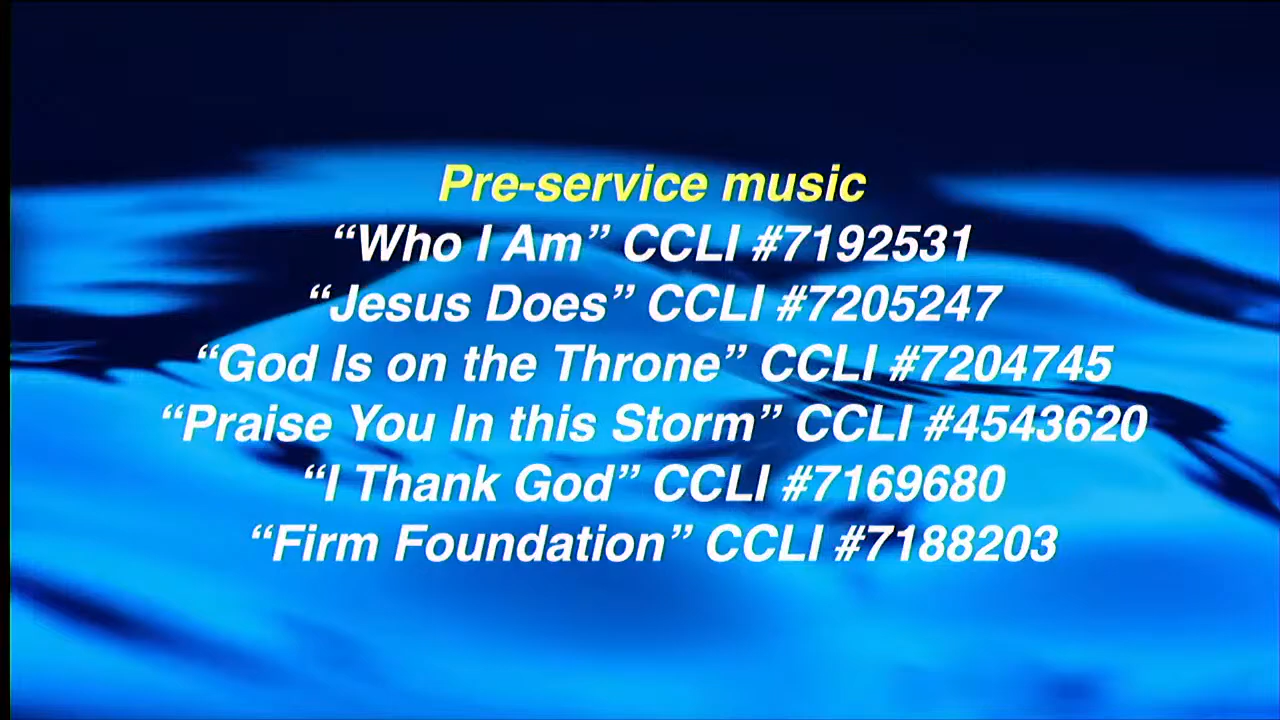 Pre-service music
“Who I Am” CCLI #7192531
“Jesus Does” CCLI #7205247
“God Is on the Throne” CCLI #7204745
“Praise You In this Storm” CCLI #4543620
“I Thank God” CCLI #7169680
“Firm Foundation” CCLI #7188203